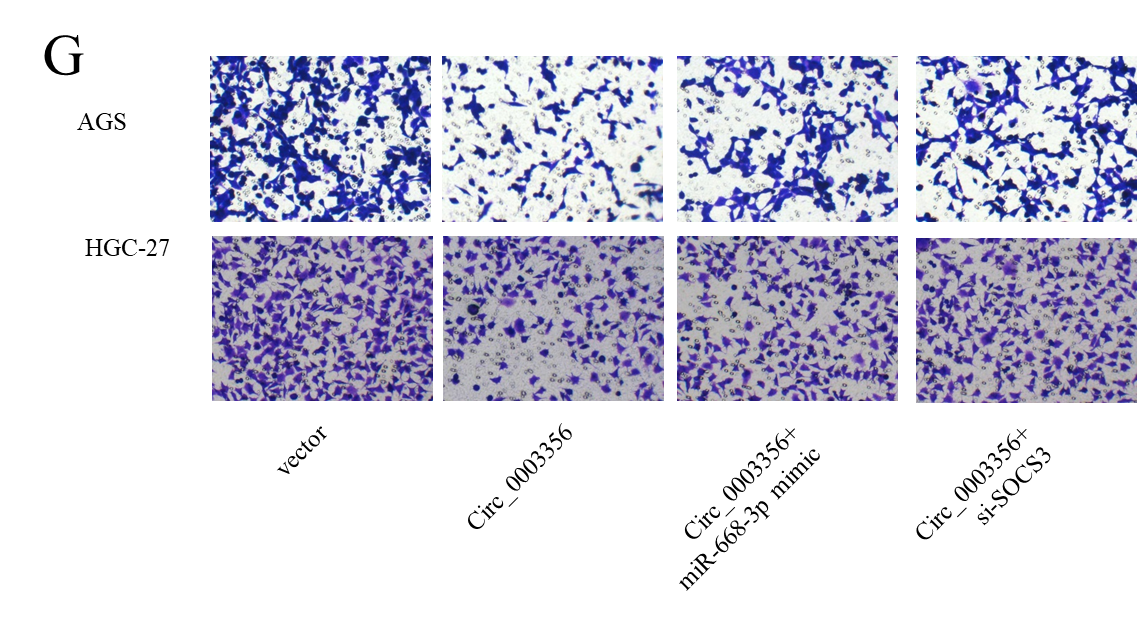 G
AGS
HGC-27
vector
Circ_0003356
Circ_0003356+
miR-668-3p mimic
Circ_0003356+
si-SOCS3